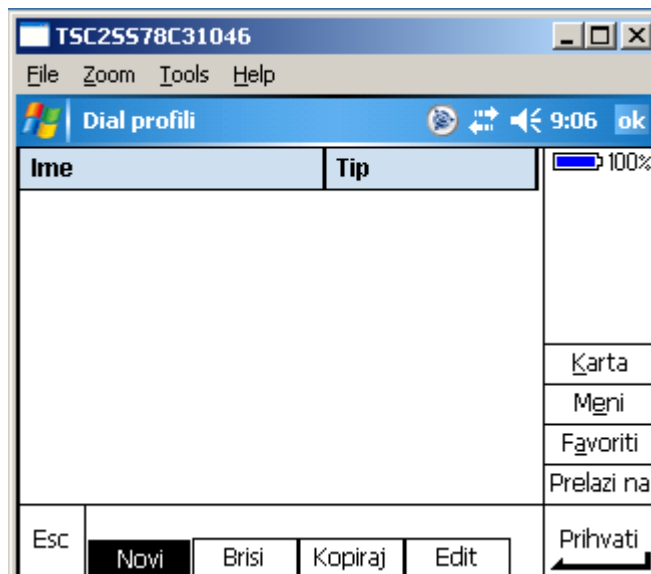 TSC2SS78C31046
File Zoom Tools Help
Dial profili 9:06 ok
Ime Tip 100%
Karta
Meni
Favoriti
Prelazi na
Esc Novi Brisi Kopiraj Edit Prihvati